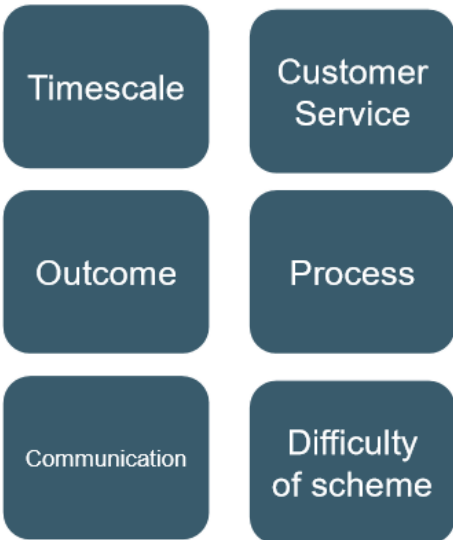 Timescale
Customer
Service
Outcome
Process
Communication
Difficulty
of scheme